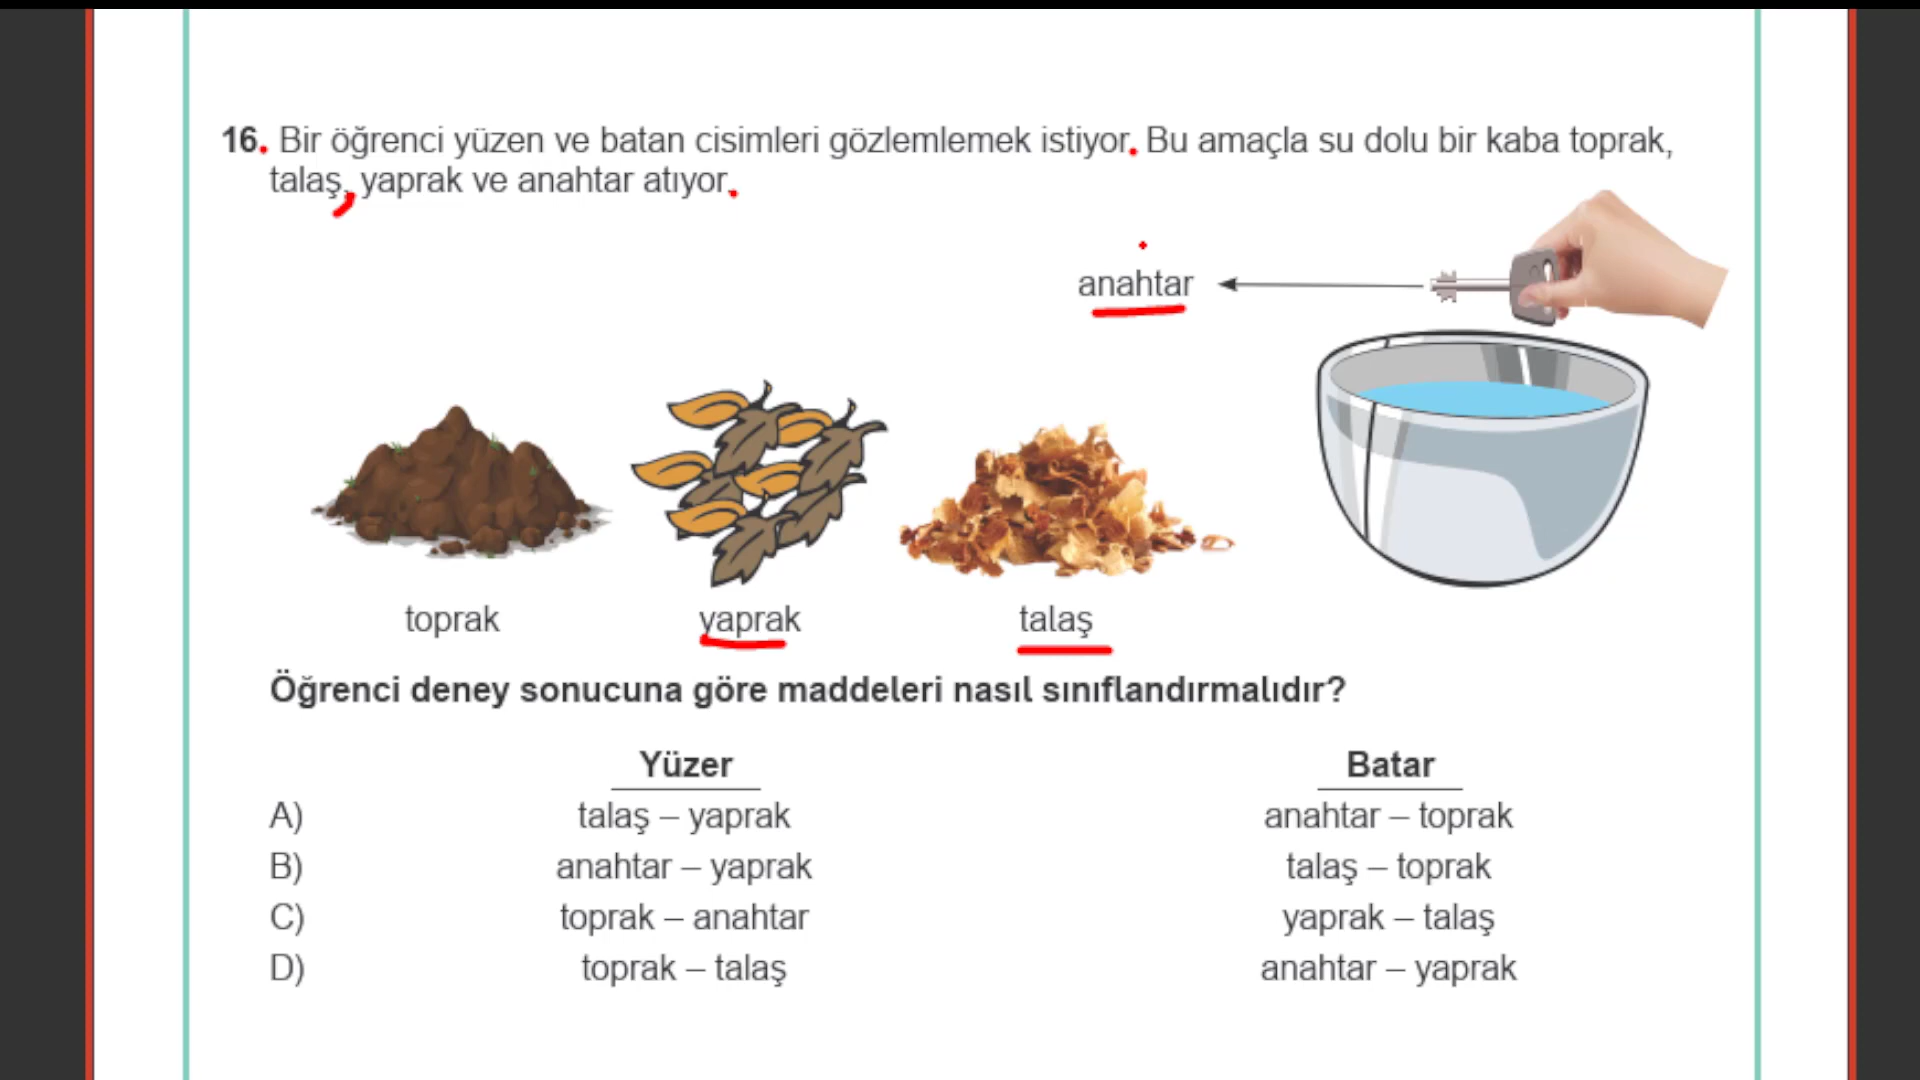 16. Bir öğrenci yüzen ve batan cisimleri gözlemlemek istiyor. Bu amaçla su dolu bir kaba toprak,
talaş, yaprak ve anahtar atıyor.
anahtar
toprak yaprak talaş
Öğrenci deney sonucuna göre maddeleri nasıl sınıflandırmalıdır?
Yüzer Batar
A) talaş – yaprak anahtar – toprak
B) anahtar – yaprak talaş – toprak
C) toprak – anahtar yaprak – talaş
D) toprak – talaş anahtar – yaprak